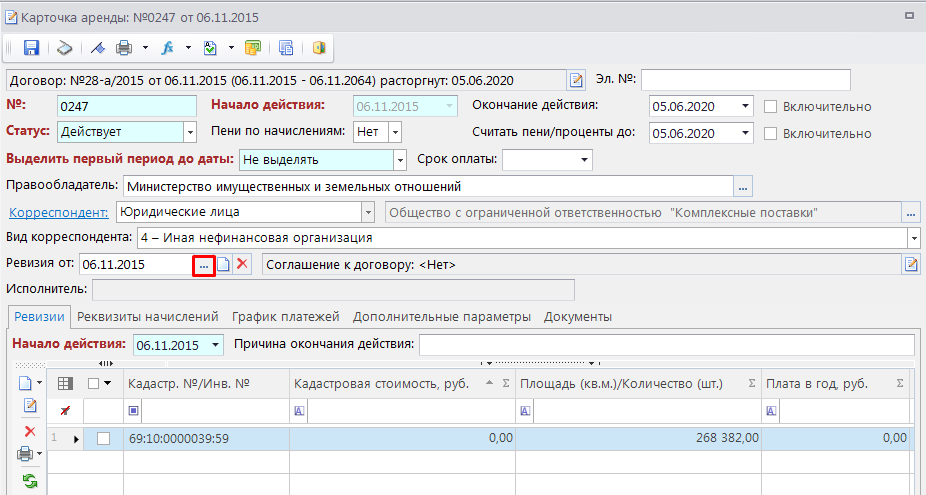 Карточка аренды: №0247 от 06.11.2015
Договор: №28-а/2015 от 06.11.2015 (06.11.2015 - 06.11.2064) расторгнут: 05.06.2020 Эл. №:
№: 0247 Начало действия: 06.11.2015 Окончание действия: 05.06.2020 Включительно
Статус: Действует Пени по начислениям: Нет Считать пени/проценты до: 05.06.2020 Включительно
Выделить первый период до даты: Не выделять Срок оплаты:
Правообладатель: Министерство имущественных и земельных отношений ...
Корреспондент: Юридические лица Общество с ограниченной ответственностью "Комплексные поставки" ...
Вид корреспондента: 4 – Иная нефинансовая организация
Ревизия от: 06.11.2015 ... Соглашение к договору: <Нет>
Исполнитель:
Ревизии Реквизиты начислений График платежей Дополнительные параметры Документы
Начало действия: 06.11.2015 Причина окончания действия:
Кадастр. №/Инв. № Кадастровая стоимость, руб. Σ Площадь (кв.м.)/Количество (шт.) Σ Плата в год, руб. Σ
A A A
1 69:10:0000039:59 0,00 268 382,00 0,00